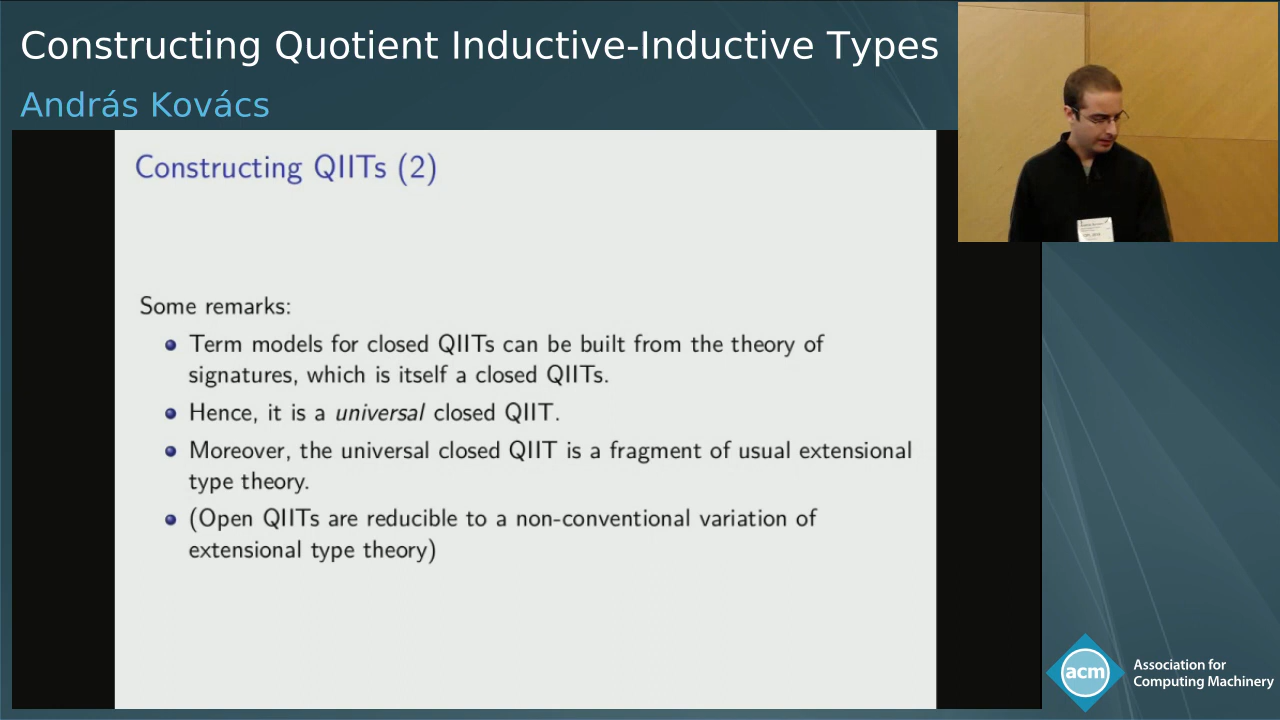 Constructing Quotient Inductive-Inductive Types
András Kovács
Constructing QIITs (2)
Some remarks:
Term models for closed QIITs can be built from the theory of
signatures, which is itself a closed QIITs.
Hence, it is a universal closed QIIT.
Moreover, the universal closed QIIT is a fragment of usual extensional
type theory.
(Open QIITs are reducible to a non-conventional variation of
extensional type theory)
acm
Association for
Computing Machinery